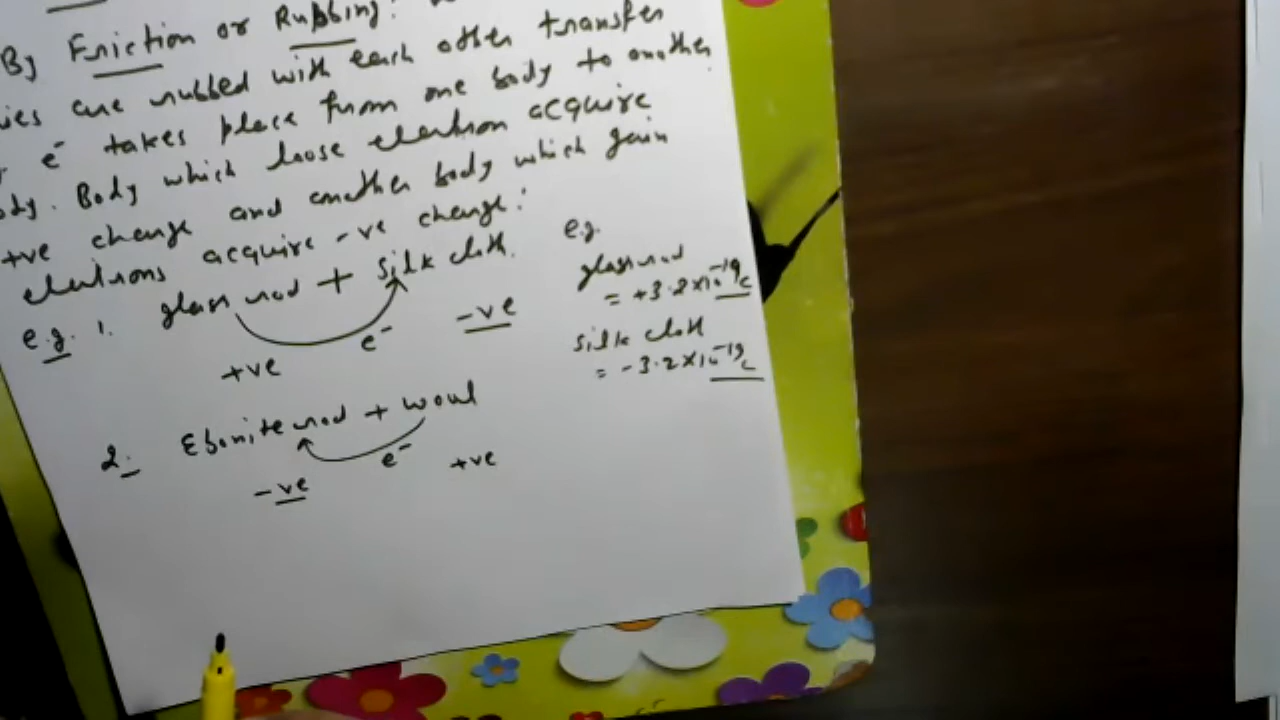 By Friction or Rubbing:
ies are rubbed with each other transfer
e⁻ takes place from one body to another
ody. Body which loose electron acquire
+ve charge and another body which gain
electrons acquire -ve charge:
e.g. 1. glass rod + silk cloth.
e⁻
+ve -ve
2. Ebonite rod + wool
e⁻
-ve +ve
e.g.
glass rod
= +3.2×10⁻¹⁹C
silk cloth
= -3.2×10⁻¹⁹C